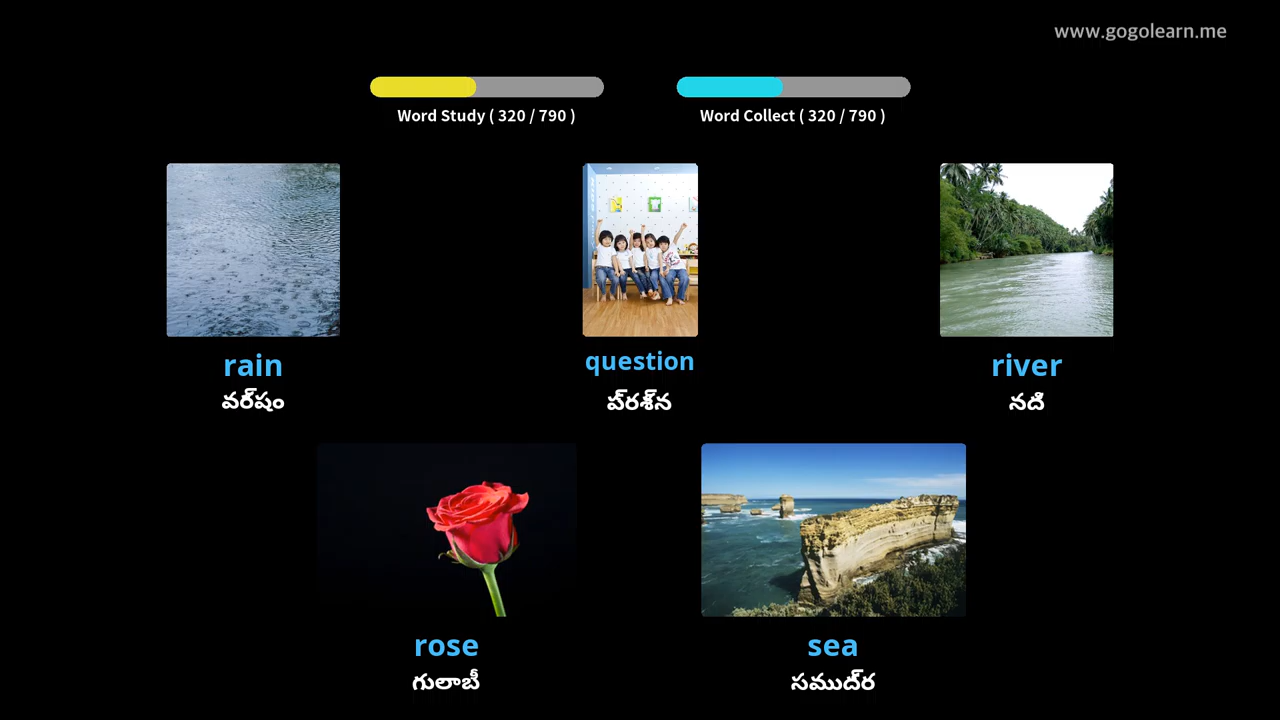 www.gogolearn.me
Word Study ( 320 / 790 )
Word Collect ( 320 / 790 )
rain
వర్‌షం
question
ప్‌రశ్‌న
river
నది
rose
గులాబీ
sea
సముద్‌ర